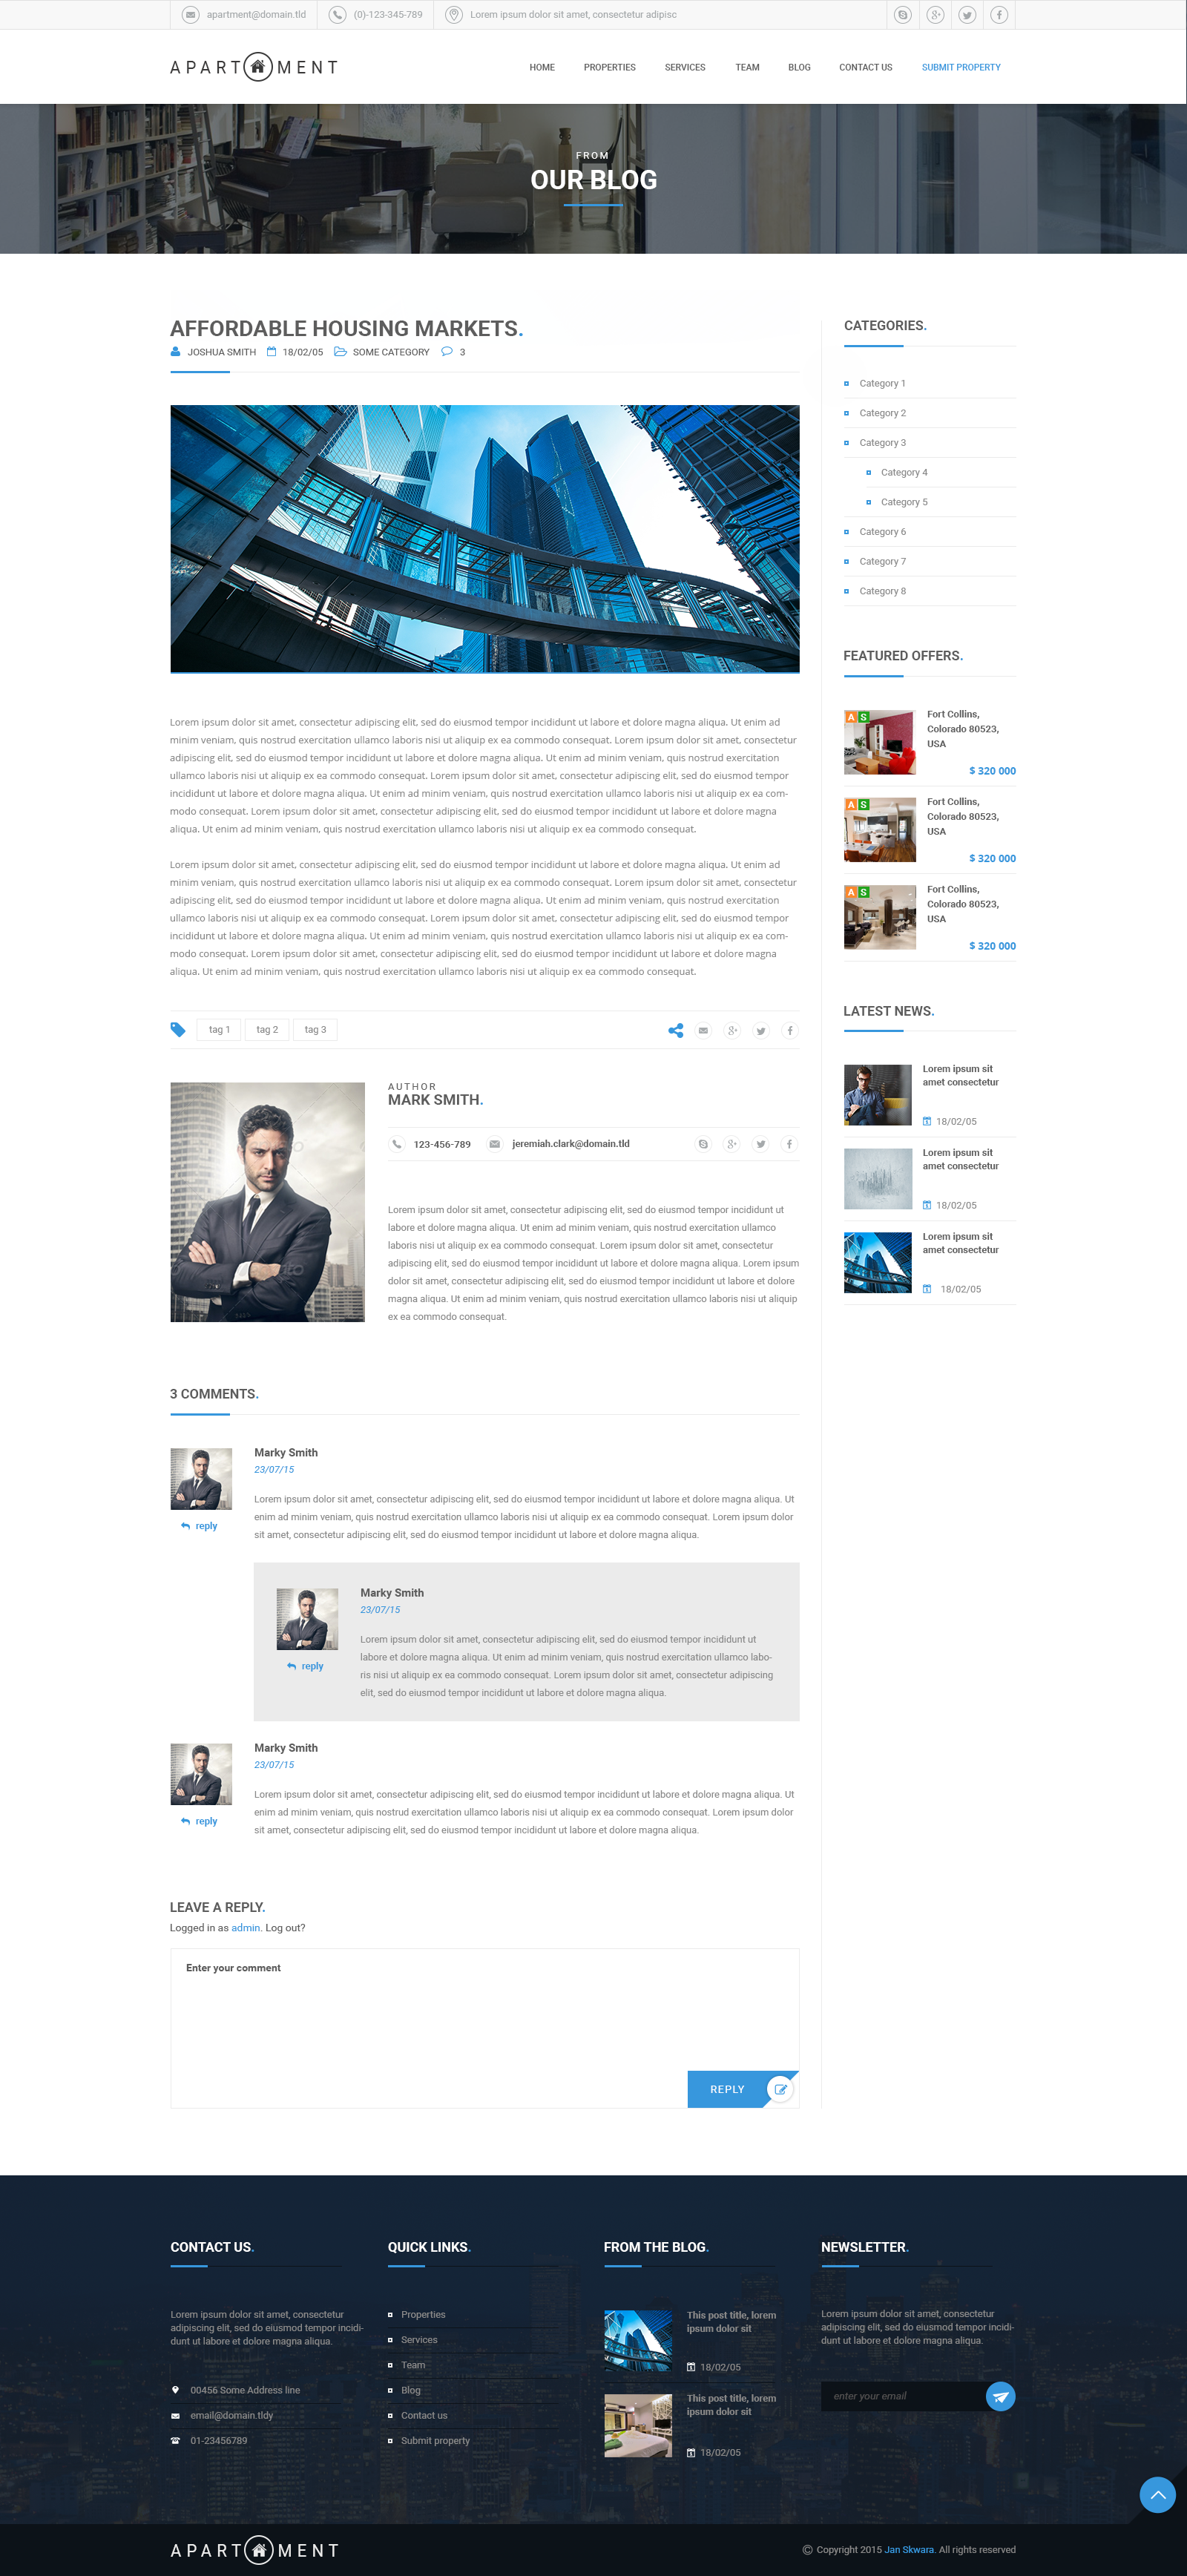 apartment@domain.tld
(0)-123-345-789
Lorem ipsum dolor sit amet, consectetur adipisc
APARTMENT
HOME
PROPERTIES
SERVICES
TEAM
BLOG
CONTACT US
SUBMIT PROPERTY
FROM
OUR BLOG
AFFORDABLE HOUSING MARKETS.
JOSHUA SMITH
18/02/05
SOME CATEGORY
3
Lorem ipsum dolor sit amet, consectetur adipiscing elit, sed do eiusmod tempor incididunt ut labore et dolore magna aliqua. Ut enim ad
minim veniam, quis nostrud exercitation ullamco laboris nisi ut aliquip ex ea commodo consequat. Lorem ipsum dolor sit amet, consectetur
adipiscing elit, sed do eiusmod tempor incididunt ut labore et dolore magna aliqua. Ut enim ad minim veniam, quis nostrud exercitation
ullamco laboris nisi ut aliquip ex ea commodo consequat. Lorem ipsum dolor sit amet, consectetur adipiscing elit, sed do eiusmod tempor
incididunt ut labore et dolore magna aliqua. Ut enim ad minim veniam, quis nostrud exercitation ullamco laboris nisi ut aliquip ex ea com-
modo consequat. Lorem ipsum dolor sit amet, consectetur adipiscing elit, sed do eiusmod tempor incididunt ut labore et dolore magna
aliqua. Ut enim ad minim veniam, quis nostrud exercitation ullamco laboris nisi ut aliquip ex ea commodo consequat.
Lorem ipsum dolor sit amet, consectetur adipiscing elit, sed do eiusmod tempor incididunt ut labore et dolore magna aliqua. Ut enim ad
minim veniam, quis nostrud exercitation ullamco laboris nisi ut aliquip ex ea commodo consequat. Lorem ipsum dolor sit amet, consectetur
adipiscing elit, sed do eiusmod tempor incididunt ut labore et dolore magna aliqua. Ut enim ad minim veniam, quis nostrud exercitation
ullamco laboris nisi ut aliquip ex ea commodo consequat. Lorem ipsum dolor sit amet, consectetur adipiscing elit, sed do eiusmod tempor
incididunt ut labore et dolore magna aliqua. Ut enim ad minim veniam, quis nostrud exercitation ullamco laboris nisi ut aliquip ex ea com-
modo consequat. Lorem ipsum dolor sit amet, consectetur adipiscing elit, sed do eiusmod tempor incididunt ut labore et dolore magna
aliqua. Ut enim ad minim veniam, quis nostrud exercitation ullamco laboris nisi ut aliquip ex ea commodo consequat.
tag 1
tag 2
tag 3
AUTHOR
MARK SMITH.
123-456-789
jeremiah.clark@domain.tld
Lorem ipsum dolor sit amet, consectetur adipiscing elit, sed do eiusmod tempor incididunt ut
labore et dolore magna aliqua. Ut enim ad minim veniam, quis nostrud exercitation ullamco
laboris nisi ut aliquip ex ea commodo consequat. Lorem ipsum dolor sit amet, consectetur
adipiscing elit, sed do eiusmod tempor incididunt ut labore et dolore magna aliqua. Lorem ipsum
dolor sit amet, consectetur adipiscing elit, sed do eiusmod tempor incididunt ut labore et dolore
magna aliqua. Ut enim ad minim veniam, quis nostrud exercitation ullamco laboris nisi ut aliquip
ex ea commodo consequat.
3 COMMENTS.
Marky Smith
23/07/15
Lorem ipsum dolor sit amet, consectetur adipiscing elit, sed do eiusmod tempor incididunt ut labore et dolore magna aliqua. Ut
enim ad minim veniam, quis nostrud exercitation ullamco laboris nisi ut aliquip ex ea commodo consequat. Lorem ipsum dolor
sit amet, consectetur adipiscing elit, sed do eiusmod tempor incididunt ut labore et dolore magna aliqua.
reply
Marky Smith
23/07/15
Lorem ipsum dolor sit amet, consectetur adipiscing elit, sed do eiusmod tempor incididunt ut
labore et dolore magna aliqua. Ut enim ad minim veniam, quis nostrud exercitation ullamco labo-
ris nisi ut aliquip ex ea commodo consequat. Lorem ipsum dolor sit amet, consectetur adipiscing
elit, sed do eiusmod tempor incididunt ut labore et dolore magna aliqua.
reply
Marky Smith
23/07/15
Lorem ipsum dolor sit amet, consectetur adipiscing elit, sed do eiusmod tempor incididunt ut labore et dolore magna aliqua. Ut
enim ad minim veniam, quis nostrud exercitation ullamco laboris nisi ut aliquip ex ea commodo consequat. Lorem ipsum dolor
sit amet, consectetur adipiscing elit, sed do eiusmod tempor incididunt ut labore et dolore magna aliqua.
reply
LEAVE A REPLY.
Logged in as admin. Log out?
Enter your comment
REPLY
CATEGORIES.
Category 1
Category 2
Category 3
Category 4
Category 5
Category 6
Category 7
Category 8
FEATURED OFFERS.
A S
Fort Collins,
Colorado 80523,
USA
$ 320 000
A S
Fort Collins,
Colorado 80523,
USA
$ 320 000
A S
Fort Collins,
Colorado 80523,
USA
$ 320 000
LATEST NEWS.
Lorem ipsum sit
amet consectetur
18/02/05
Lorem ipsum sit
amet consectetur
18/02/05
Lorem ipsum sit
amet consectetur
18/02/05
CONTACT US.
Lorem ipsum dolor sit amet, consectetur
adipiscing elit, sed do eiusmod tempor incidi-
dunt ut labore et dolore magna aliqua.
00456 Some Address line
email@domain.tldy
01-23456789
QUICK LINKS.
Properties
Services
Team
Blog
Contact us
Submit property
FROM THE BLOG.
This post title, lorem
ipsum dolor sit
18/02/05
This post title, lorem
ipsum dolor sit
18/02/05
NEWSLETTER.
Lorem ipsum dolor sit amet, consectetur
adipiscing elit, sed do eiusmod tempor incidi-
dunt ut labore et dolore magna aliqua.
enter your email
APARTMENT
© Copyright 2015 Jan Skwara. All rights reserved